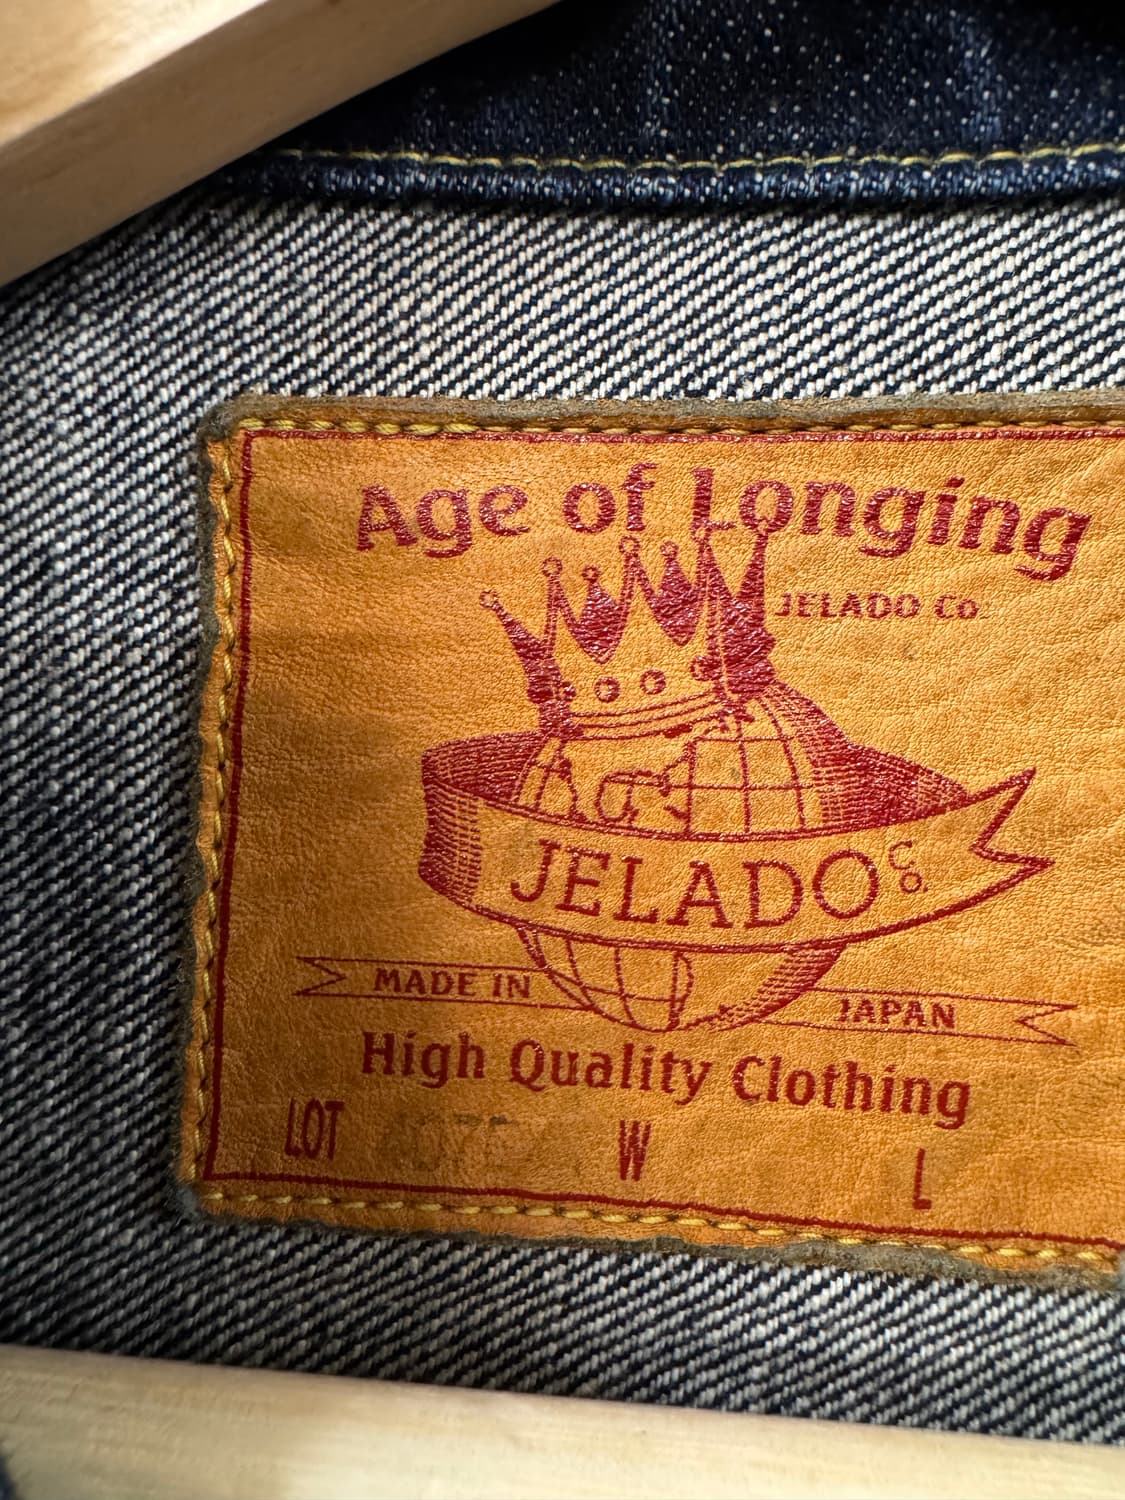 Age of Longing
JELADO Co.
JELADO Co.
MADE IN JAPAN
High Quality Clothing
LOT W L